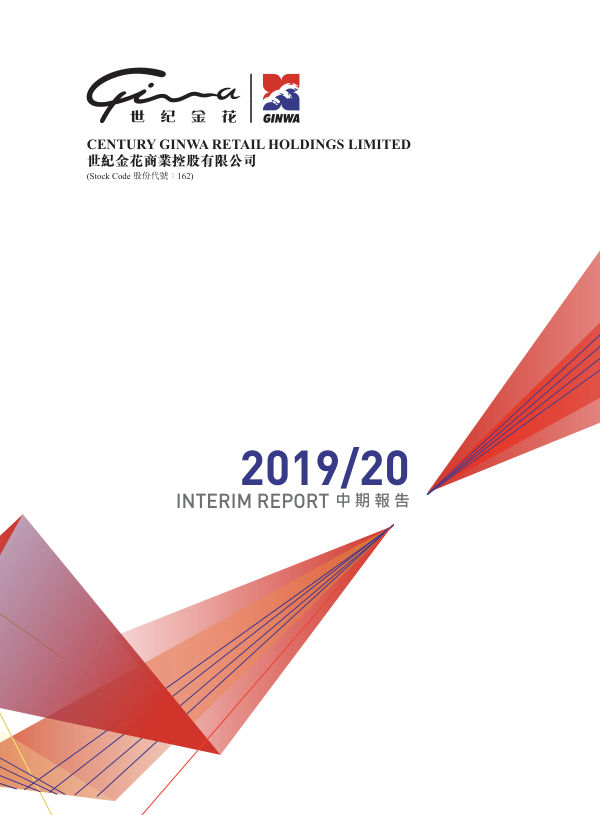 Ginwa
世纪金花
GINWA
CENTURY GINWA RETAIL HOLDINGS LIMITED
世紀金花商業控股有限公司
(Stock Code 股份代號：162)
2019/20
INTERIM REPORT 中期報告